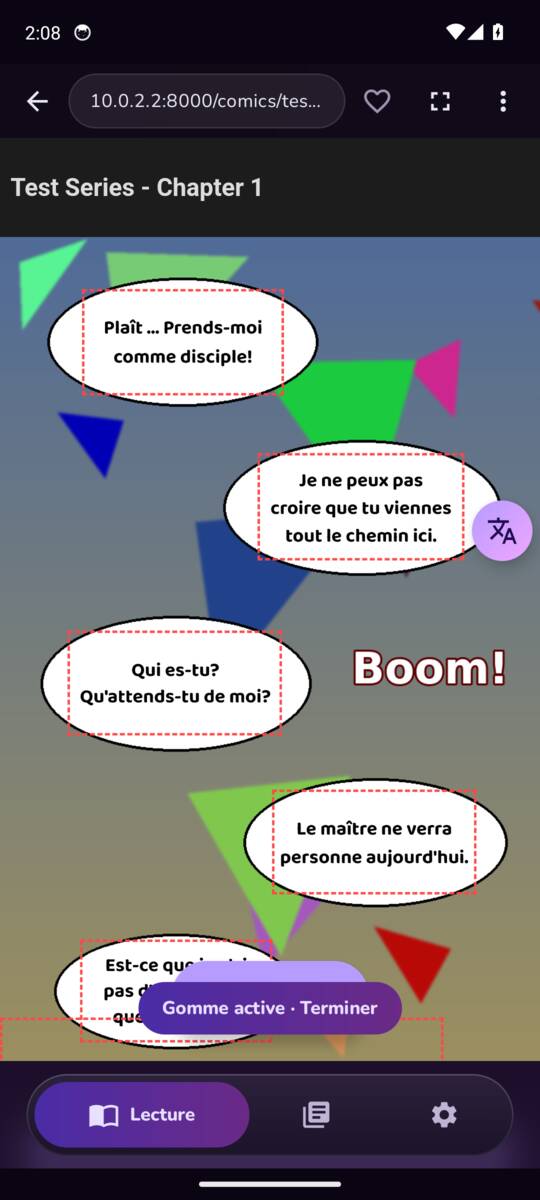 2:08
10.0.2.2:8000/comics/tes...
Test Series - Chapter 1
Plaît ... Prends-moi
comme disciple!
Je ne peux pas
croire que tu viennes
tout le chemin ici.
Qui es-tu?
Qu'attends-tu de moi?
Boom!
Le maître ne verra
personne aujourd'hui.
Est-ce que
pas
Gomme active · Terminer
Lecture